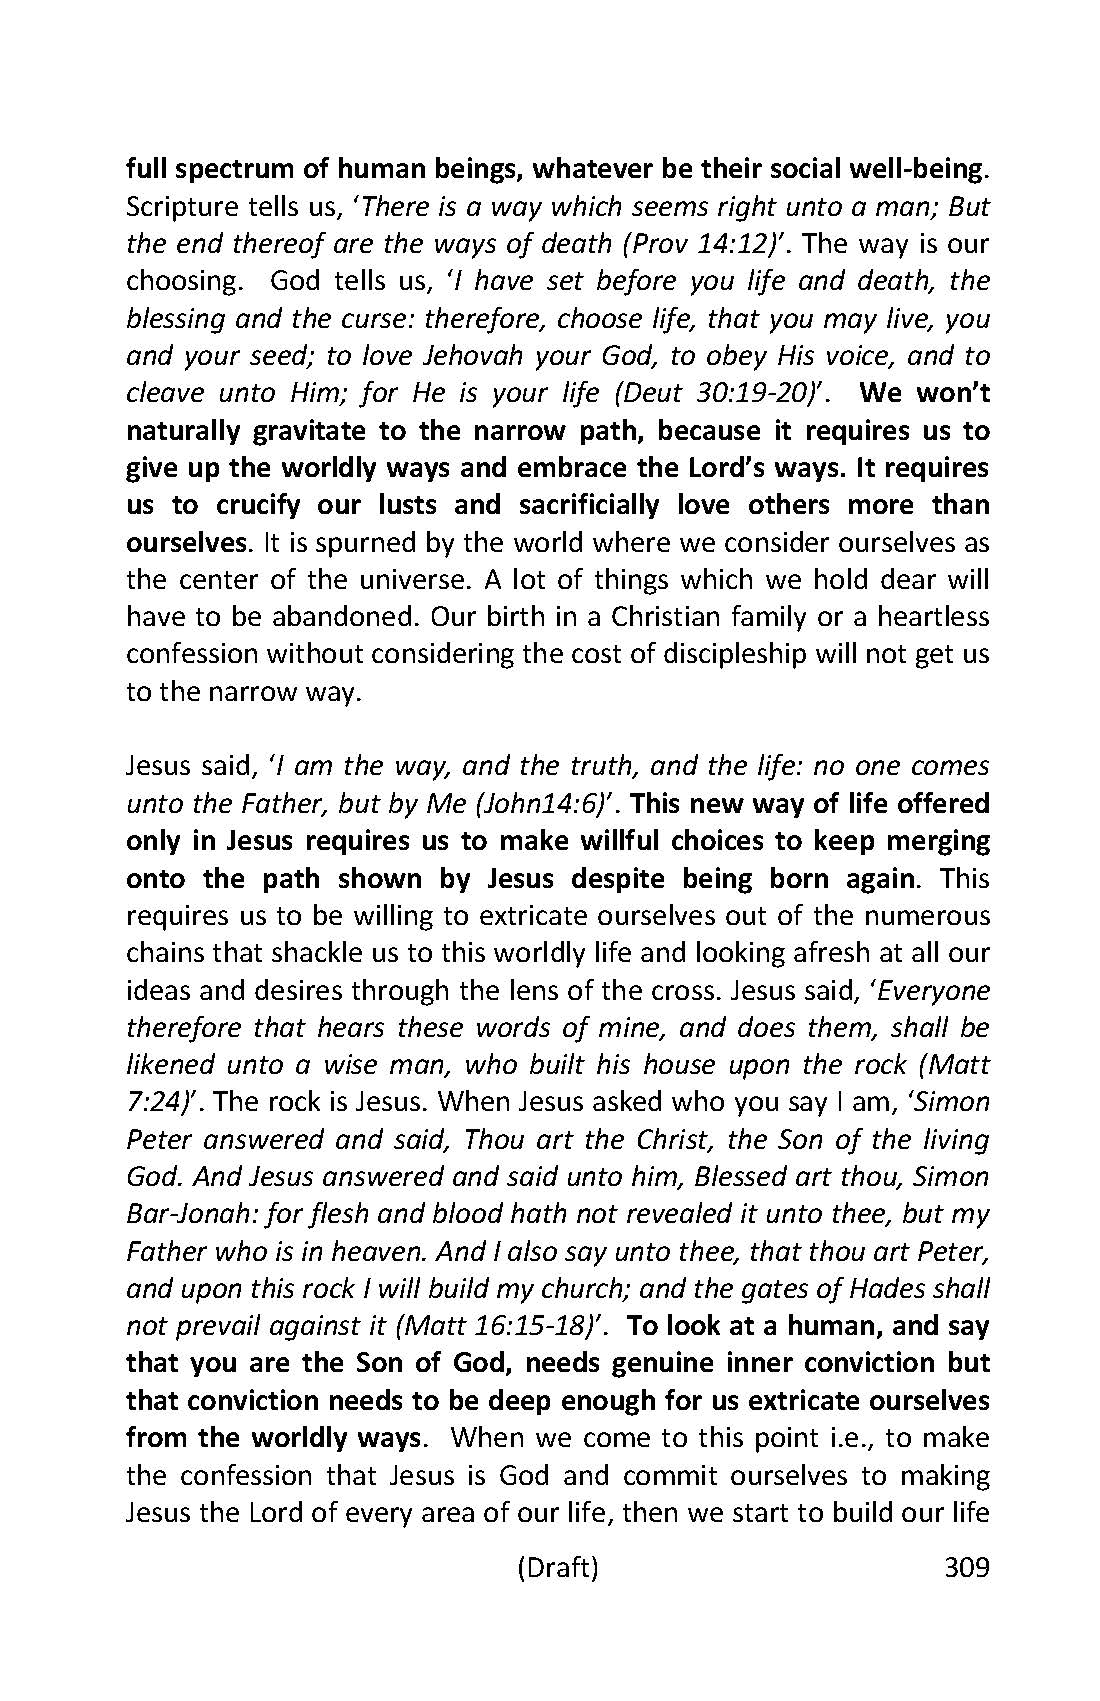 full spectrum of human beings, whatever be their social well-being.
Scripture tells us, ‘There is a way which seems right unto a man; But
the end thereof are the ways of death (Prov 14:12)’. The way is our
choosing.  God tells us, ‘I have set before you life and death, the
blessing and the curse: therefore, choose life, that you may live, you
and your seed; to love Jehovah your God, to obey His voice, and to
cleave unto Him; for He is your life (Deut 30:19-20)’.  We won’t
naturally gravitate to the narrow path, because it requires us to
give up the worldly ways and embrace the Lord’s ways. It requires
us to crucify our lusts and sacrificially love others more than
ourselves. It is spurned by the world where we consider ourselves as
the center of the universe. A lot of things which we hold dear will
have to be abandoned. Our birth in a Christian family or a heartless
confession without considering the cost of discipleship will not get us
to the narrow way.

Jesus said, ‘I am the way, and the truth, and the life: no one comes
unto the Father, but by Me (John14:6)’. This new way of life offered
only in Jesus requires us to make willful choices to keep merging
onto the path shown by Jesus despite being born again. This
requires us to be willing to extricate ourselves out of the numerous
chains that shackle us to this worldly life and looking afresh at all our
ideas and desires through the lens of the cross. Jesus said, ‘Everyone
therefore that hears these words of mine, and does them, shall be
likened unto a wise man, who built his house upon the rock (Matt
7:24)’. The rock is Jesus. When Jesus asked who you say I am, ‘Simon
Peter answered and said, Thou art the Christ, the Son of the living
God. And Jesus answered and said unto him, Blessed art thou, Simon
Bar-Jonah: for flesh and blood hath not revealed it unto thee, but my
Father who is in heaven. And I also say unto thee, that thou art Peter,
and upon this rock I will build my church; and the gates of Hades shall
not prevail against it (Matt 16:15-18)’.  To look at a human, and say
that you are the Son of God, needs genuine inner conviction but
that conviction needs to be deep enough for us extricate ourselves
from the worldly ways.  When we come to this point i.e., to make
the confession that Jesus is God and commit ourselves to making
Jesus the Lord of every area of our life, then we start to build our life
(Draft) 309